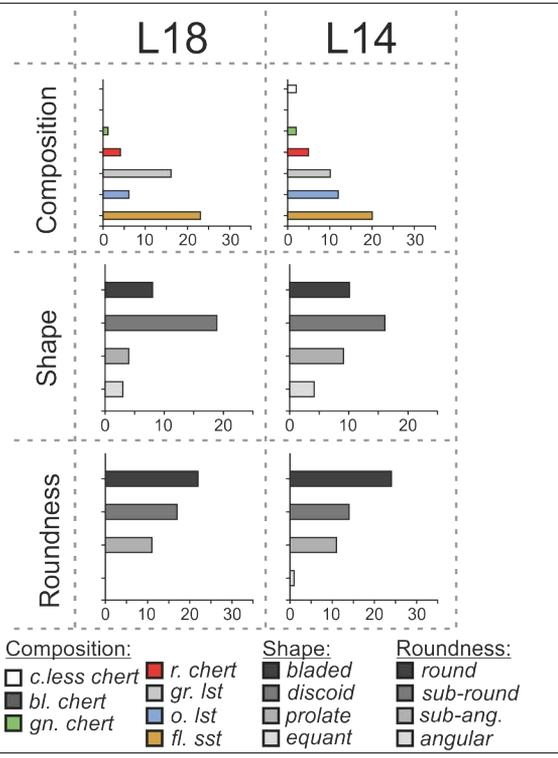 L18 L14
Composition
0 10 20 30 0 10 20 30
Shape
0 10 20 0 10 20
Roundness
0 10 20 30 0 10 20 30
Composition:
c.less chert
bl. chert
gn. chert
r. chert
gr. lst
o. lst
fl. sst
Shape:
bladed
discoid
prolate
equant
Roundness:
round
sub-round
sub-ang.
angular